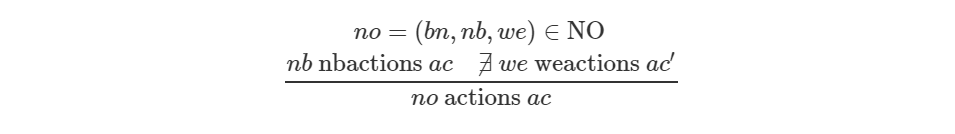 no = (bn, nb, we) ∈ NO
nb nbactions ac ∄ we weactions ac′
no actions ac